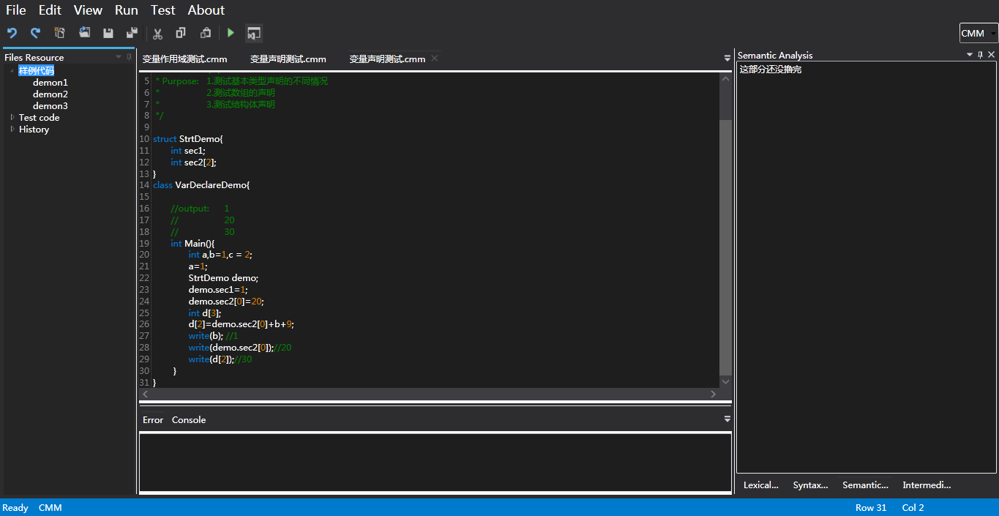 File Edit View Run Test About
CMM
Files Resource
样例代码
demon1
demon2
demon3
Test code
History
变量作用域测试.cmm 变量声明测试.cmm 变量声明测试.cmm
5 * Purpose: 1.测试基本类型声明的不同情况
6 * 2.测试数组的声明
7 * 3.测试结构体声明
8 */
9
10 struct StrtDemo{
11 int sec1;
12 int sec2[2];
13 }
14 class VarDeclareDemo{
15
16 //output: 1
17 // 20
18 // 30
19 int Main(){
20 int a,b=1,c = 2;
21 a=1;
22 StrtDemo demo;
23 demo.sec1=1;
24 demo.sec2[0]=20;
25 int d[3];
26 d[2]=demo.sec2[0]+b+9;
27 write(b); //1
28 write(demo.sec2[0]);//20
29 write(d[2]);//30
30 }
31 }
Error Console
Semantic Analysis
这部分还没换完
Lexical... Syntax... Semantic... Intermedi...
Ready CMM Row 31 Col 2